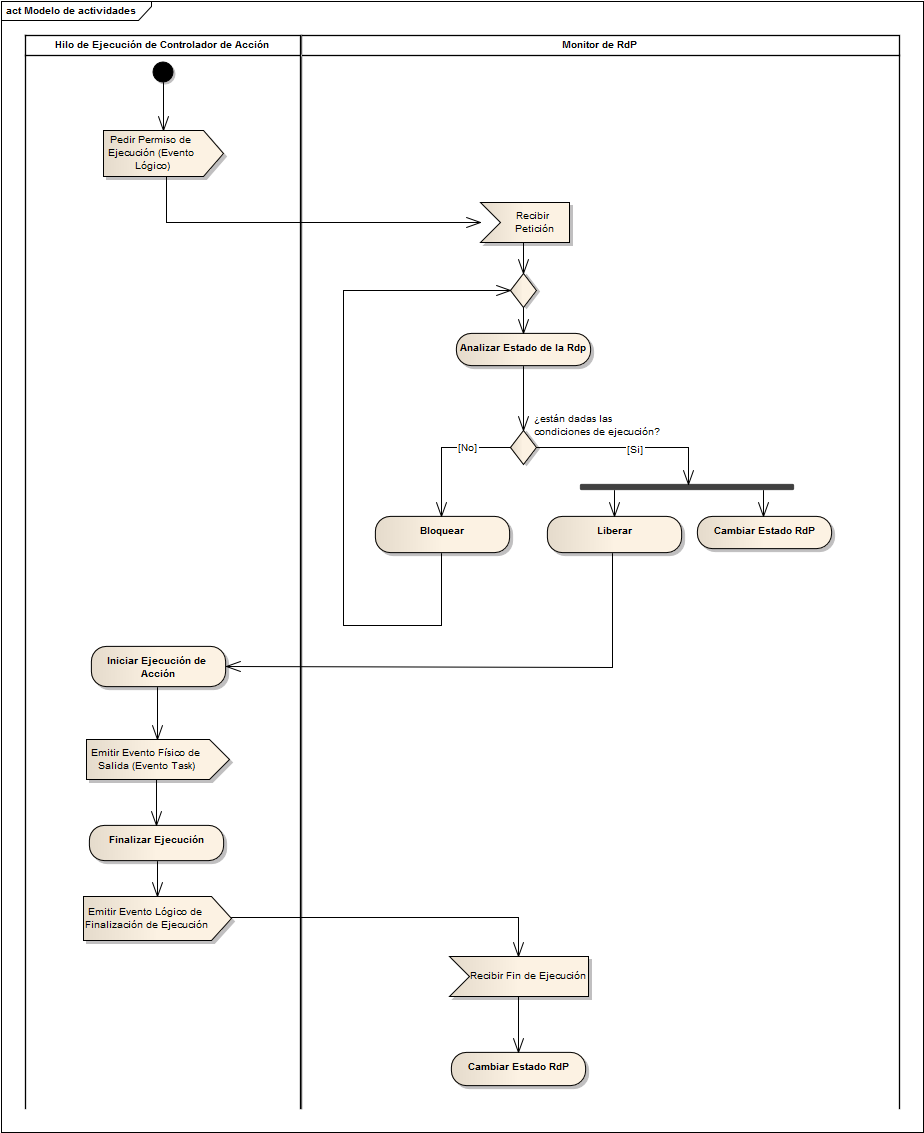 act Modelo de actividades
Hilo de Ejecución de Controlador de Acción
Monitor de RdP
Pedir Permiso de
Ejecución (Evento
Lógico)
Recibir
Petición
Analizar Estado de la Rdp
¿están dadas las
condiciones de ejecución?
[No]
[Si]
Bloquear
Liberar
Cambiar Estado RdP
Iniciar Ejecución de
Acción
Emitir Evento Físico de
Salida (Evento Task)
Finalizar Ejecución
Emitir Evento Lógico de
Finalización de Ejecución
Recibir Fin de Ejecución
Cambiar Estado RdP